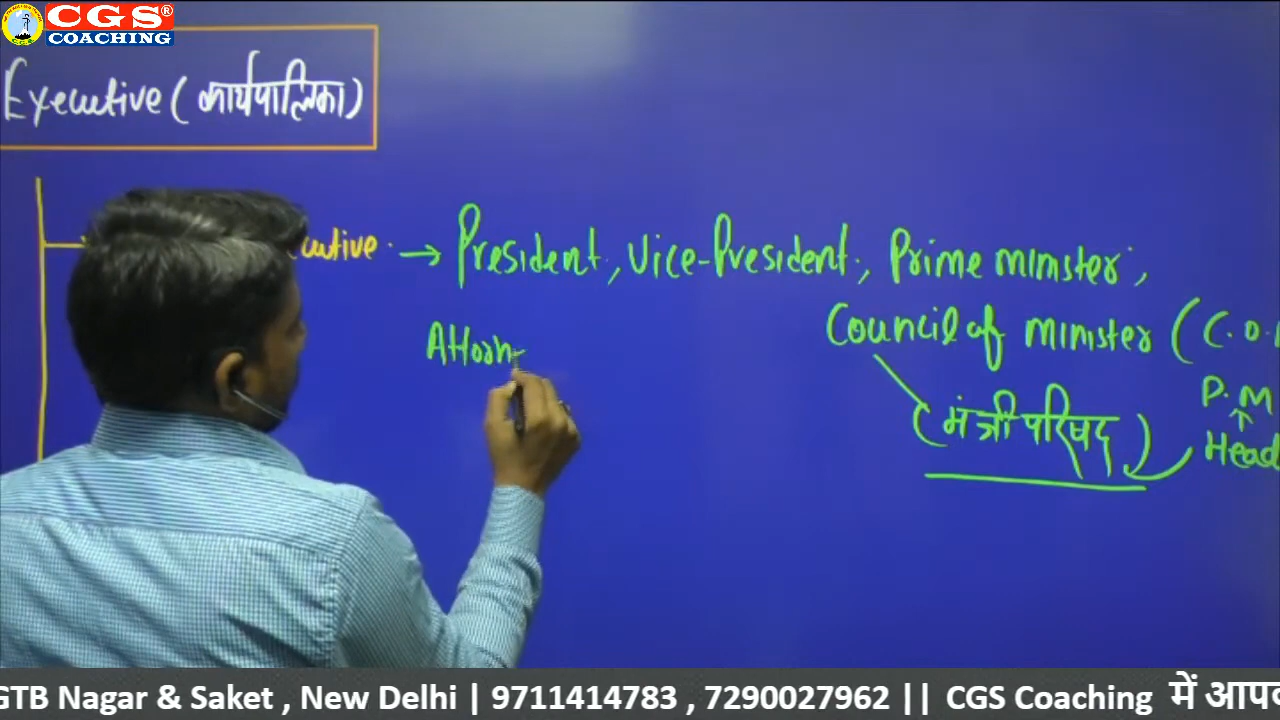 CGS®
COACHING
Executive (कार्यपालिका)
cutive. → President, Vice-President, Prime minister,
Council of minister (C.O.
Attorn
(मंत्री परिषद)
P.M
Head
GTB Nagar & Saket , New Delhi | 9711414783 , 7290027962 || CGS Coaching में आपक